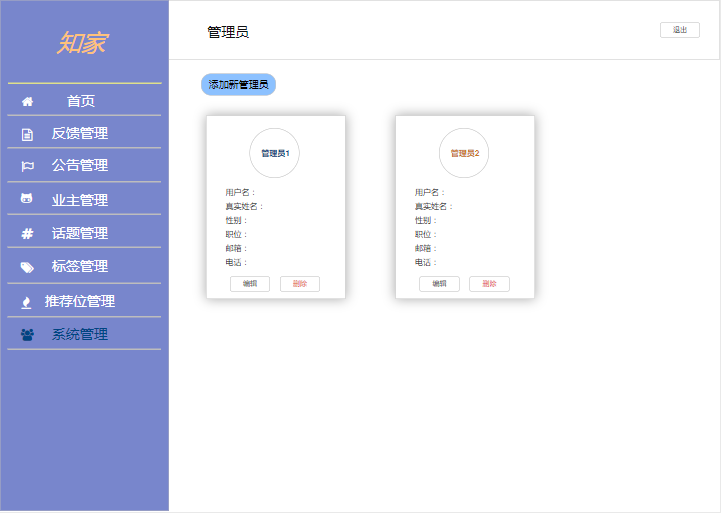 知家
首页
反馈管理
公告管理
业主管理
话题管理
标签管理
推荐位管理
系统管理
管理员
退出
添加新管理员
管理员1
用户名：
真实姓名：
性别：
职位：
邮箱：
电话：
编辑 删除
管理员2
用户名：
真实姓名：
性别：
职位：
邮箱：
电话：
编辑 删除